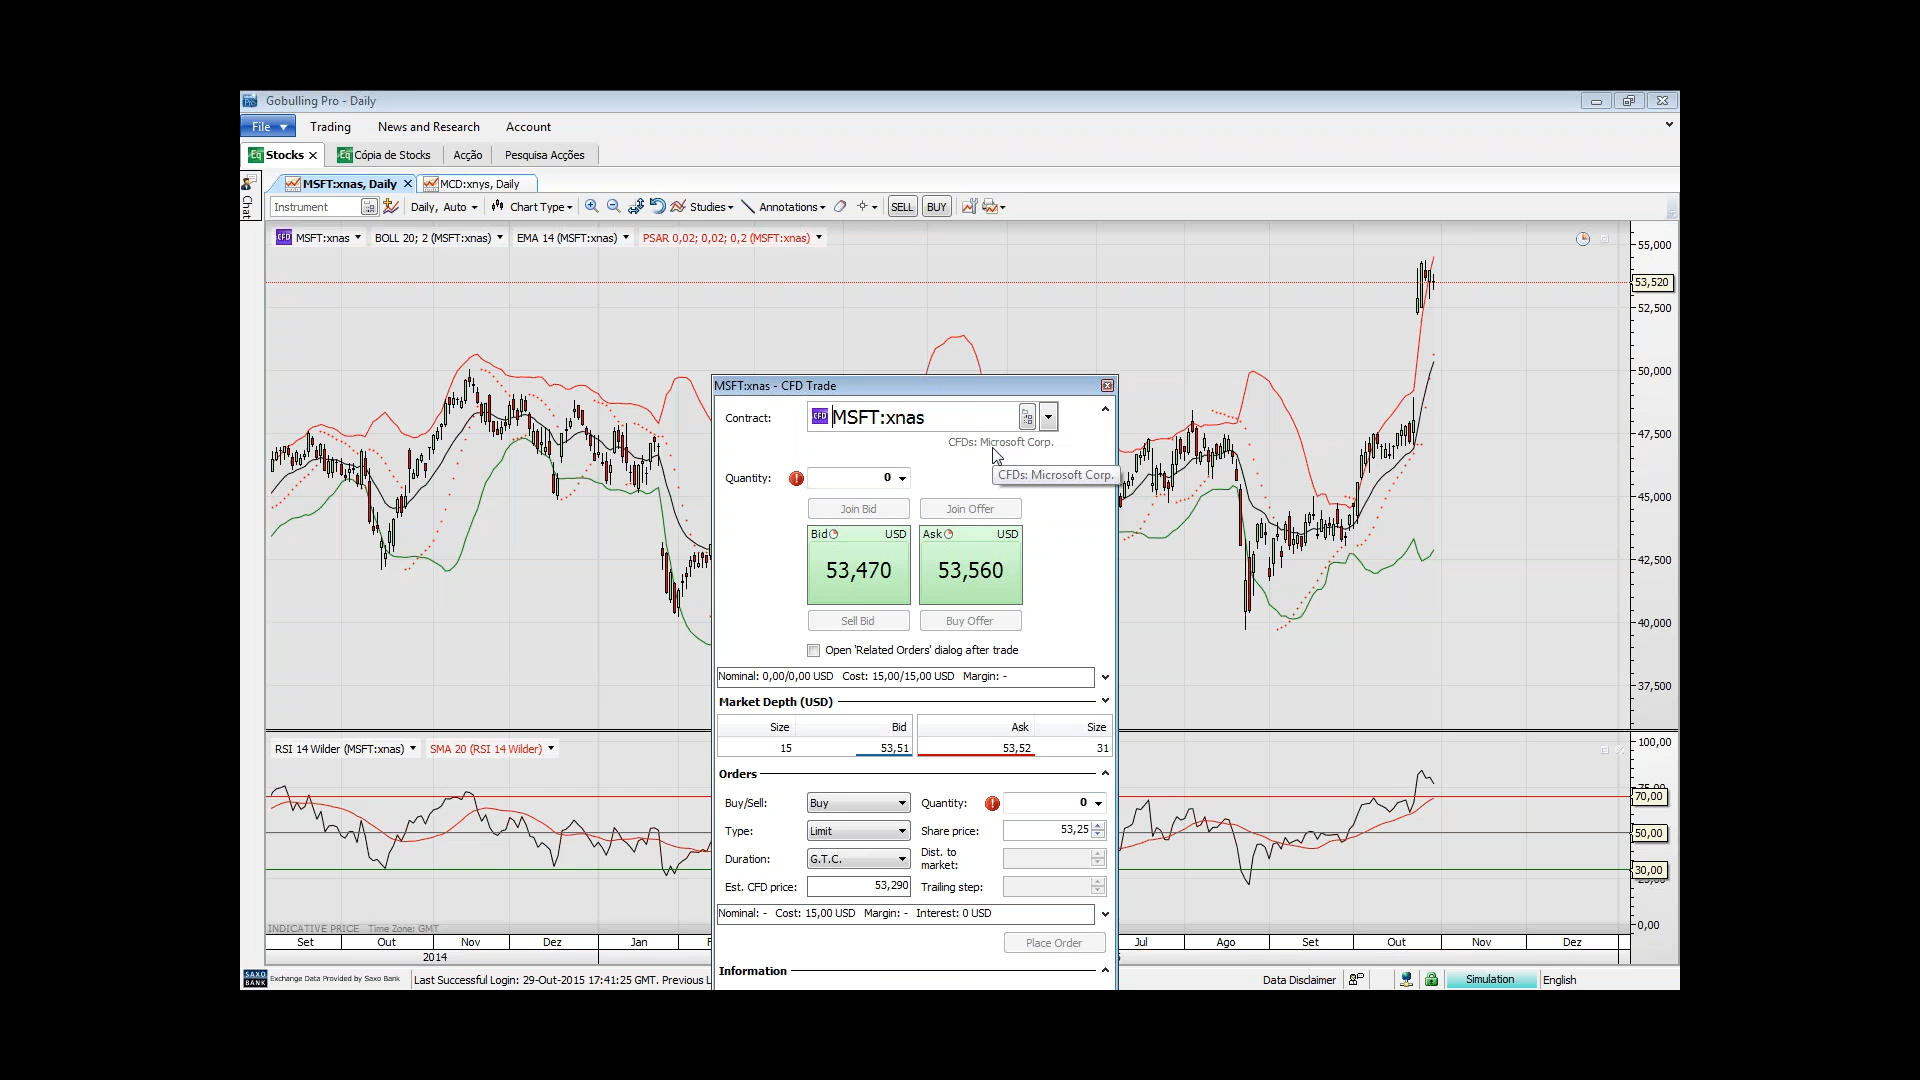 Gobulling Pro - Daily
File Trading News and Research Account
Eq Stocks Eq Cópia de Stocks Acção Pesquisa Acções
MSFT:xnas, Daily MCD:xnys, Daily
Chat
Instrument Daily, Auto Chart Type Studies Annotations SELL BUY
CFD MSFT:xnas BOLL 20; 2 (MSFT:xnas) EMA 14 (MSFT:xnas) PSAR 0,02; 0,02; 0,2 (MSFT:xnas)
55,000
53,520
52,500
50,000
47,500
45,000
42,500
40,000
37,500
MSFT:xnas - CFD Trade
Contract: CFD MSFT:xnas
CFDs: Microsoft Corp.
CFDs: Microsoft Corp.
Quantity: 0
Join Bid Join Offer
Bid USD Ask USD
53,470 53,560
Sell Bid Buy Offer
Open 'Related Orders' dialog after trade
Nominal: 0,00/0,00 USD Cost: 15,00/15,00 USD Margin: -
Market Depth (USD)
Size Bid Ask Size
15 53,51 53,52 31
Orders
Buy/Sell: Buy Quantity: 0
Type: Limit Share price: 53,25
Duration: G.T.C. Dist. to
market:
Est. CFD price: 53,290 Trailing step:
Nominal: - Cost: 15,00 USD Margin: - Interest: 0 USD
Place Order
Information
RSI 14 Wilder (MSFT:xnas) SMA 20 (RSI 14 Wilder)
100,00
70,00
50,00
30,00
0,00
INDICATIVE PRICE Time Zone: GMT
Set Out Nov Dez Jan Jul Ago Set Out Nov Dez
2014
SAXO BANK Exchange Data Provided by Saxo Bank Last Successful Login: 29-Out-2015 17:41:25 GMT. Previous L Data Disclaimer Simulation English